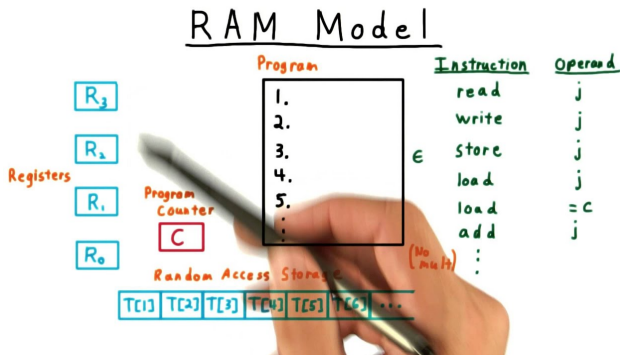 RAM Model
Program
Instruction Operand
1.
2.
3.
4.
5.
R3
R2
R1
R0
Registers
Program
Counter
C
∈
read j
write j
store j
load j
load =c
add j
(No mult)
Random Access Storage
T[1] T[2] T[3] T[4] T[5] T[6] ...